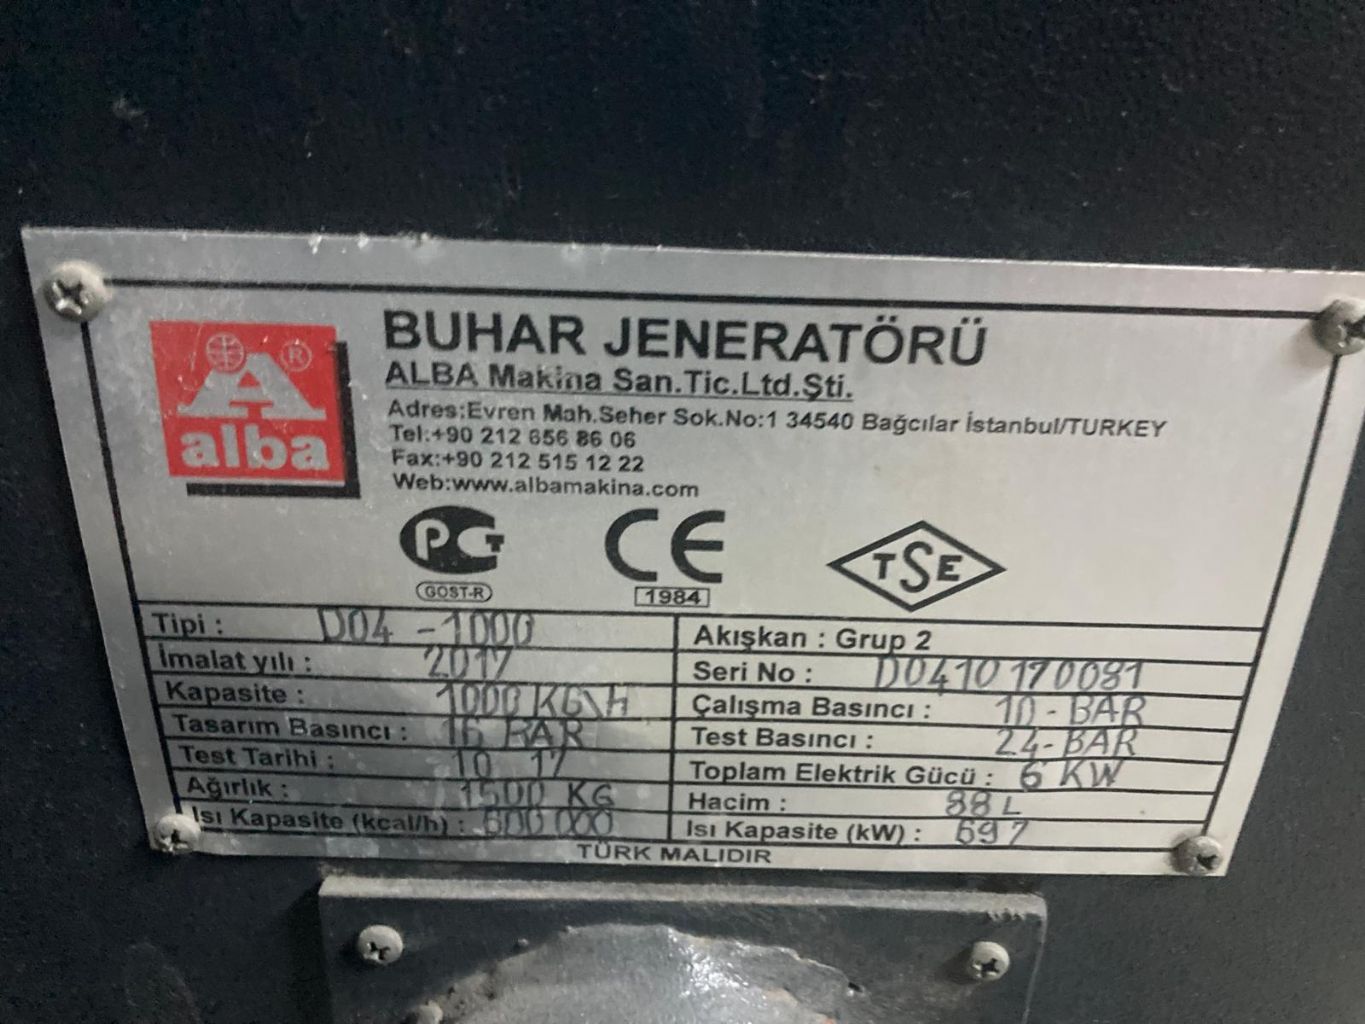 BUHAR JENERATÖRÜ
ALBA Makina San.Tic.Ltd.Şti.
Adres:Evren Mah.Seher Sok.No:1 34540 Bağcılar İstanbul/TURKEY
Tel:+90 212 656 86 06
Fax:+90 212 515 12 22
Web:www.albamakina.com
A ®
alba
PCT
GOST-R
CE
1984
TSE
Tipi : D04 - 1000
Akışkan : Grup 2
İmalat yılı : 2017
Seri No : D0410170081
Kapasite : 1000 KG\H
Çalışma Basıncı : 10 - BAR
Tasarım Basıncı : 16 BAR
Test Basıncı : 24-BAR
Test Tarihi : 10 17
Toplam Elektrik Gücü : 6 KW
Ağırlık : 1500 KG
Hacim : 88 L
Isı Kapasite (kcal/h) : 600 000
Isı Kapasite (kW) : 697
TÜRK MALIDIR